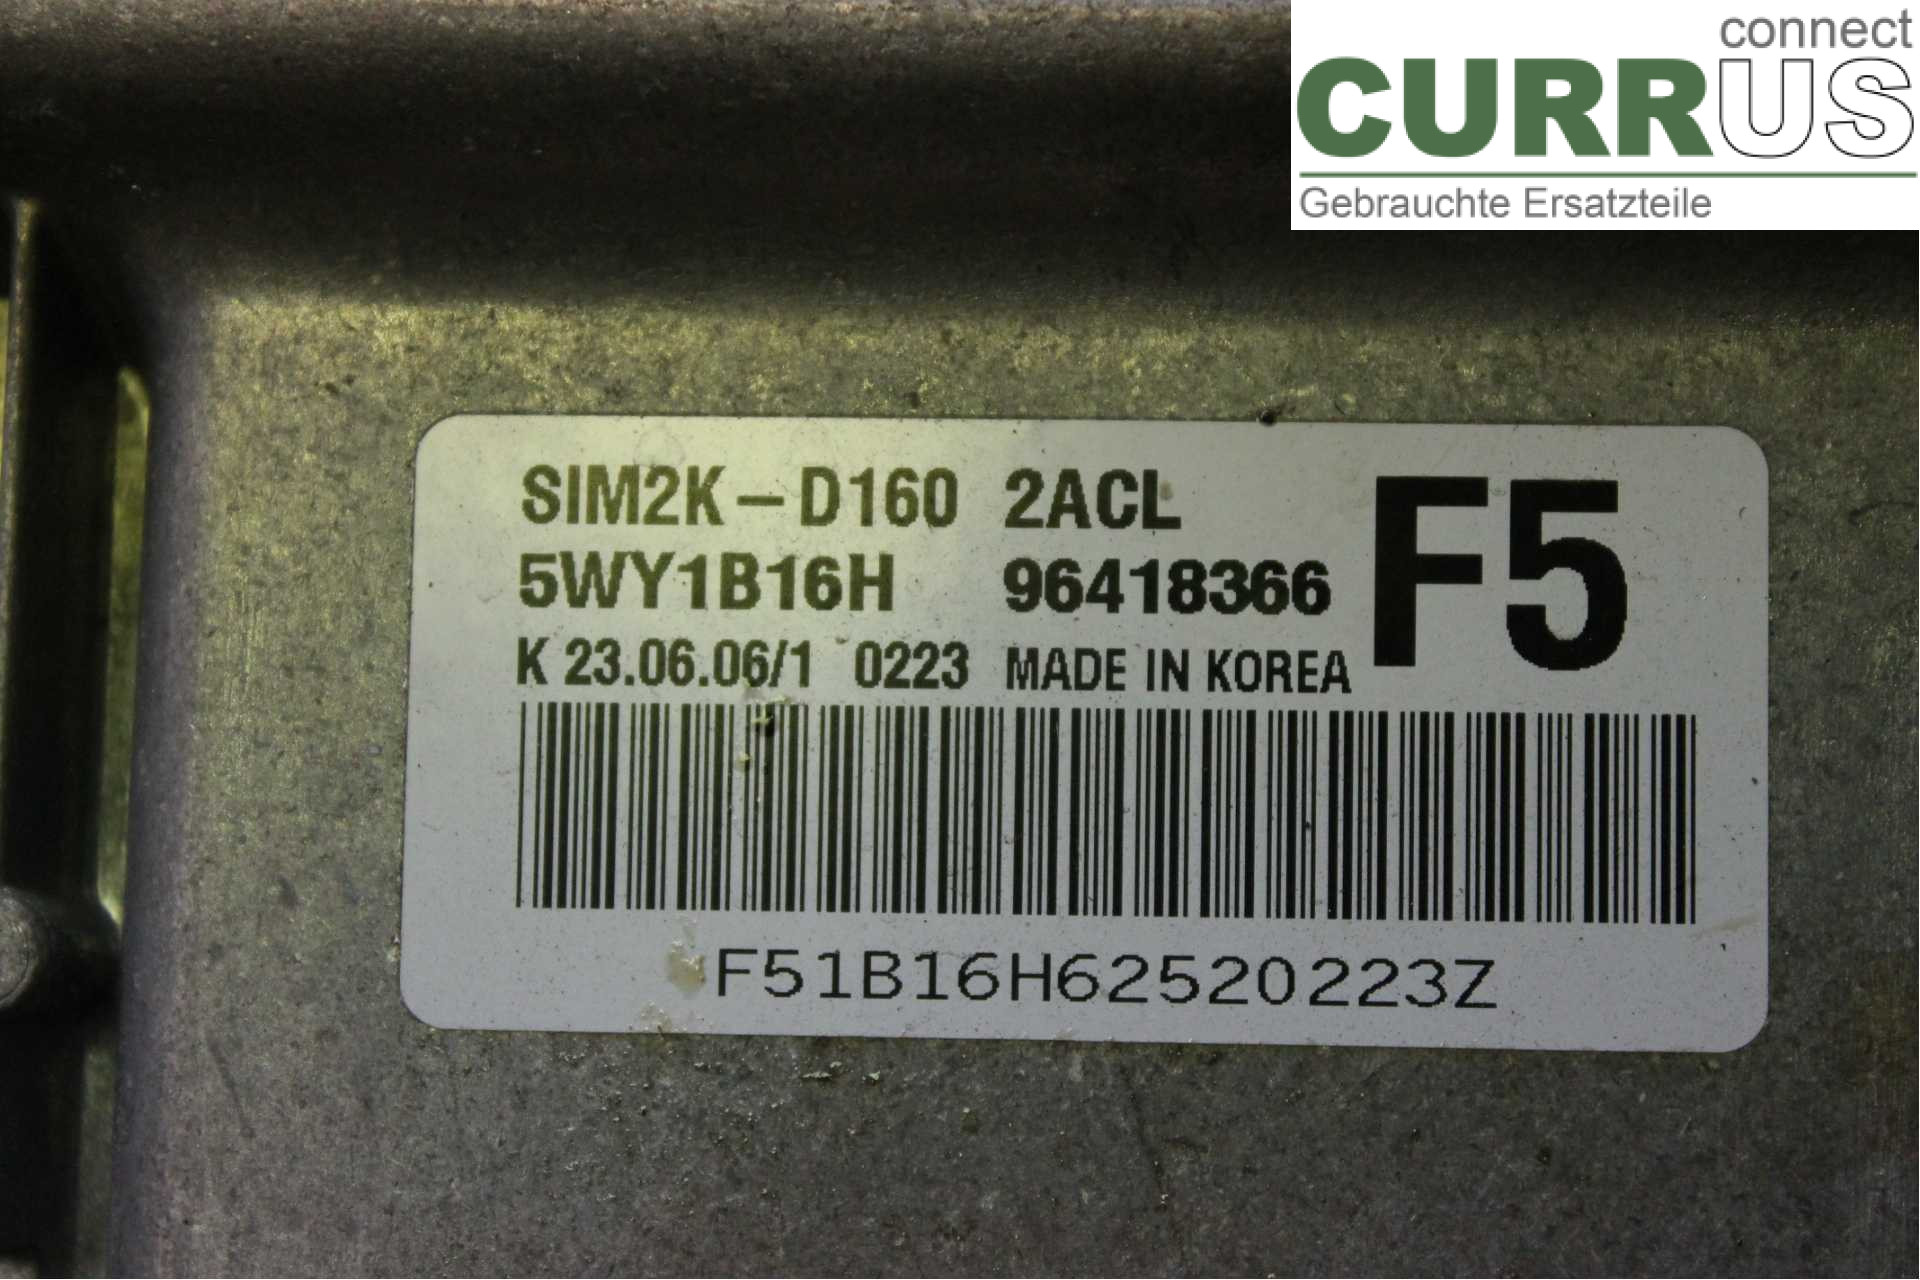 connect
CURRUS
Gebrauchte Ersatzteile
SIM2K-D160 2ACL
F5
5WY1B16H 96418366
K 23.06.06/1 0223 MADE IN KOREA
F51B16H62520223Z